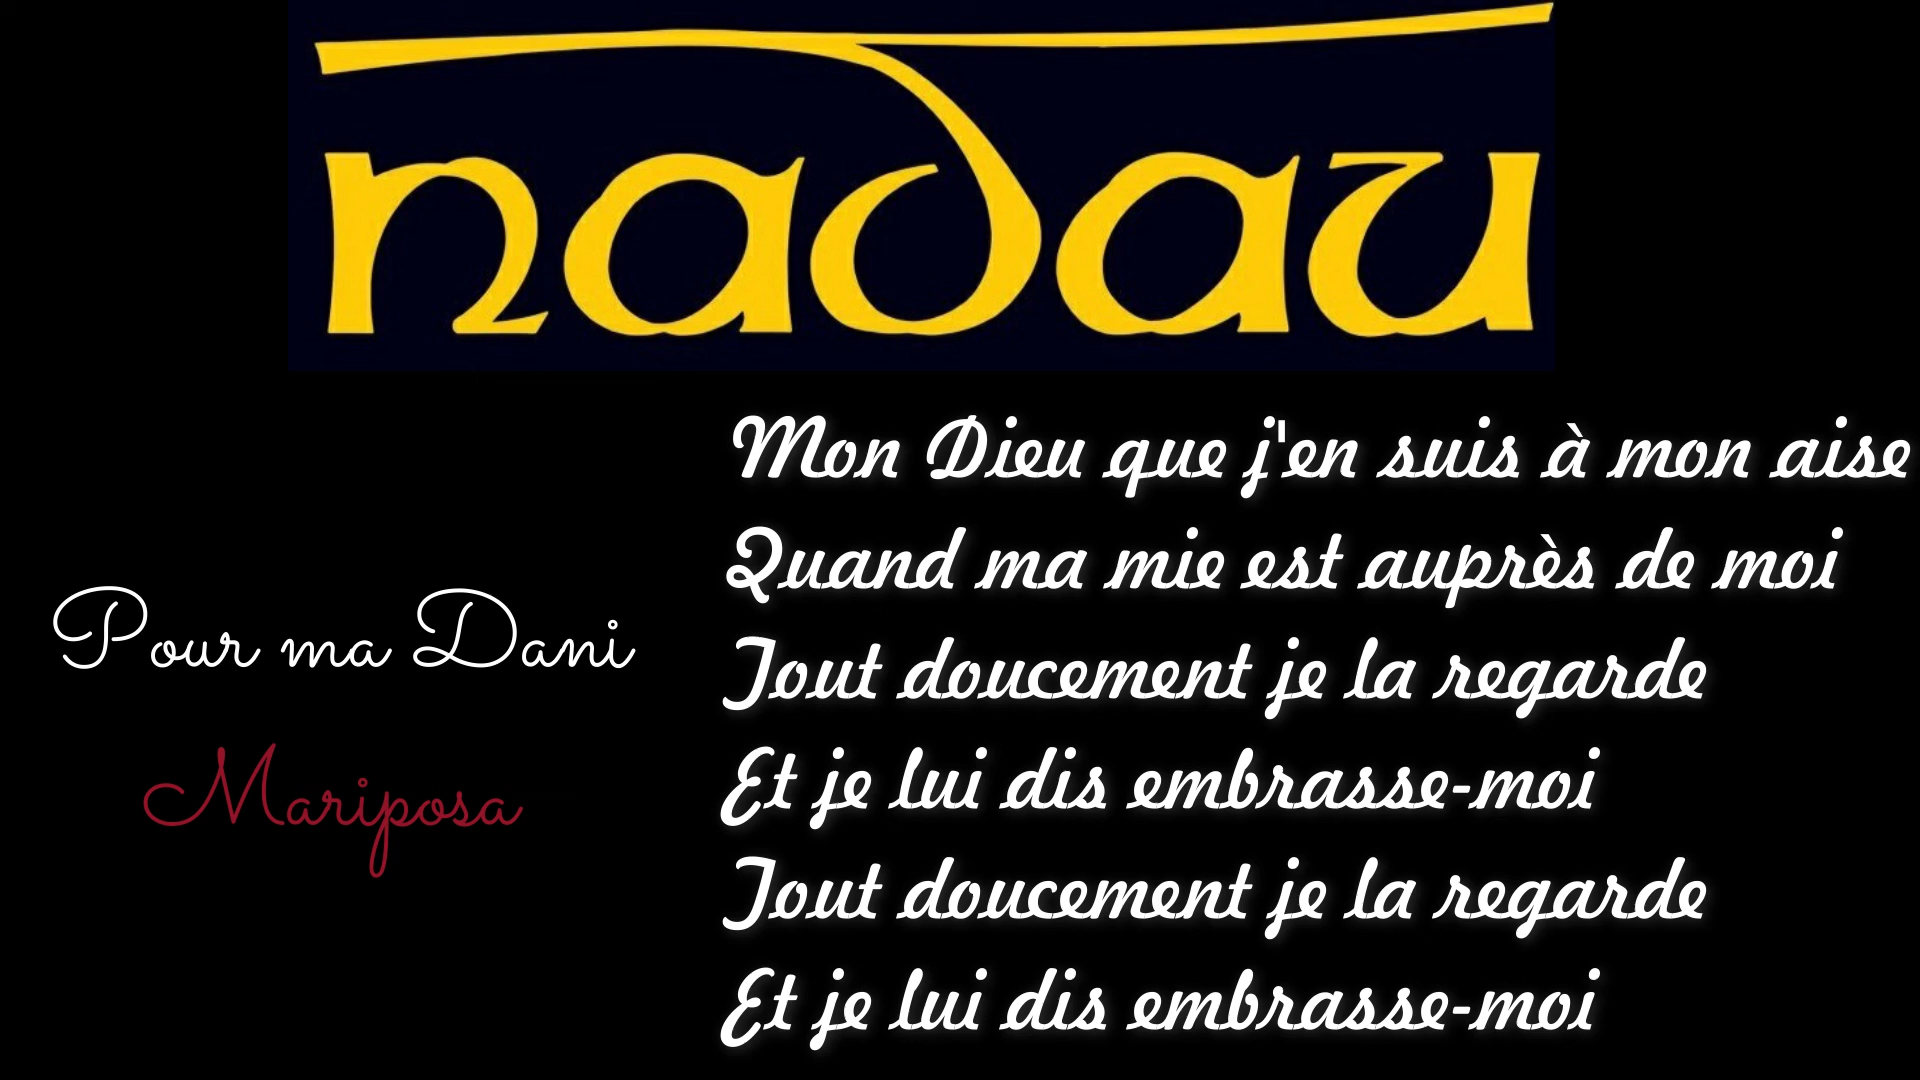 nadau
Pour ma Dani
Mariposa
Mon Dieu que j'en suis à mon aise
Quand ma mie est auprès de moi
Tout doucement je la regarde
Et je lui dis embrasse-moi
Tout doucement je la regarde
Et je lui dis embrasse-moi